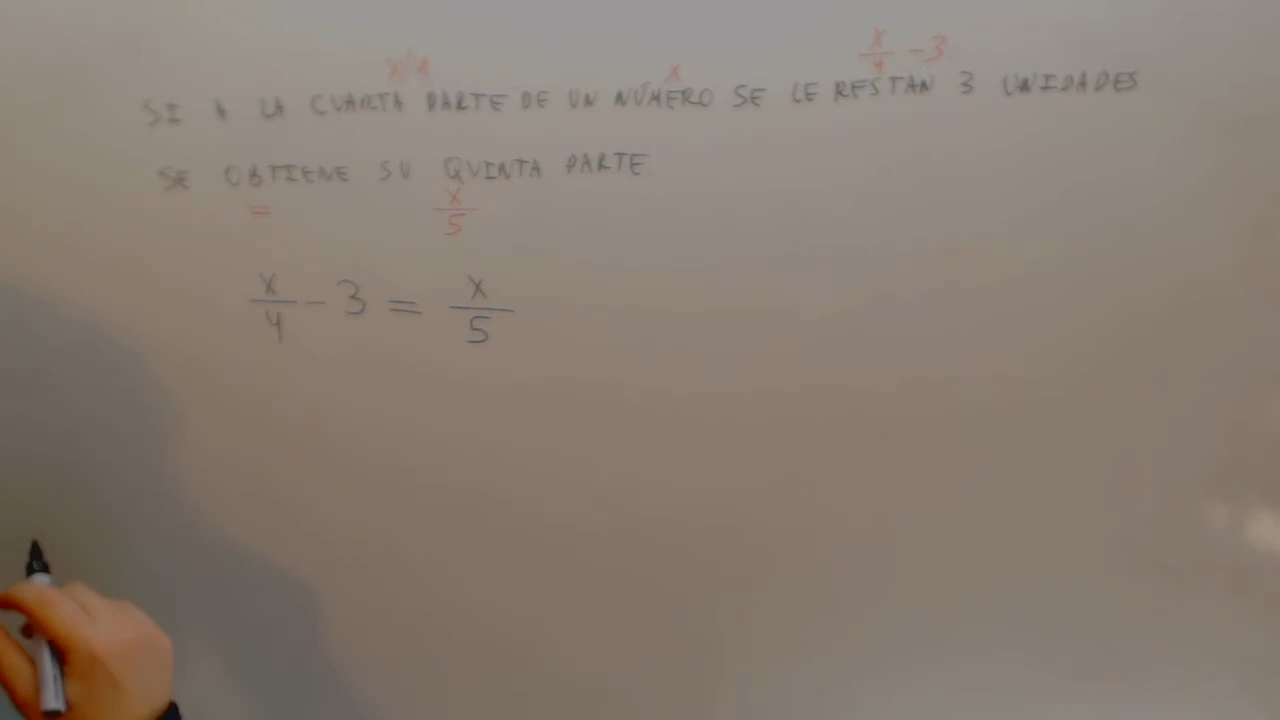 x/4 x x/4 -3
SI A LA CUARTA PARTE DE UN NÚMERO SE LE RESTAN 3 UNIDADES
SE OBTIENE SU QUINTA PARTE.
= x/5
x/4 - 3 = x/5